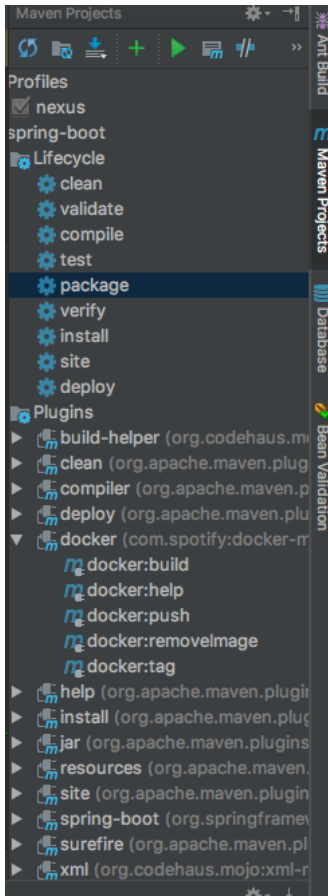 Maven Projects
Profiles
nexus
spring-boot
Lifecycle
clean
validate
compile
test
package
verify
install
site
deploy
Plugins
build-helper (org.codehaus.m
clean (org.apache.maven.plug
compiler (org.apache.maven.p
deploy (org.apache.maven.plu
docker (com.spotify:docker-m
docker:build
docker:help
docker:push
docker:removeImage
docker:tag
help (org.apache.maven.plugin
install (org.apache.maven.plug
jar (org.apache.maven.plugins
resources (org.apache.maven.
site (org.apache.maven.plugin
spring-boot (org.springframew
surefire (org.apache.maven.pl
xml (org.codehaus.mojo:xml-m
Ant Build
Maven Projects
Database
Bean Validation